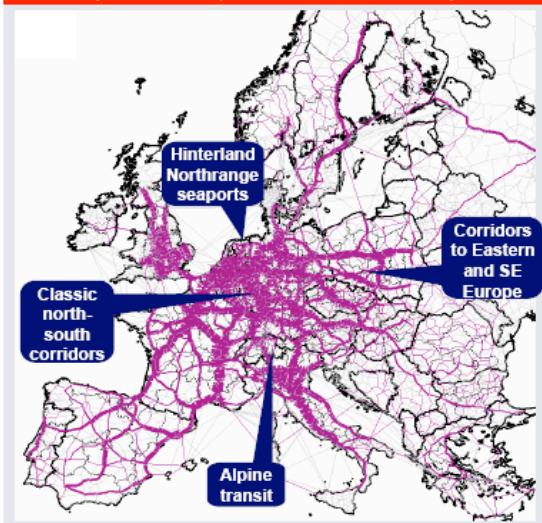 Hinterland
Northrange
seaports
Corridors
to Eastern
and SE
Europe
Classic
north-
south
corridors
Alpine
transit